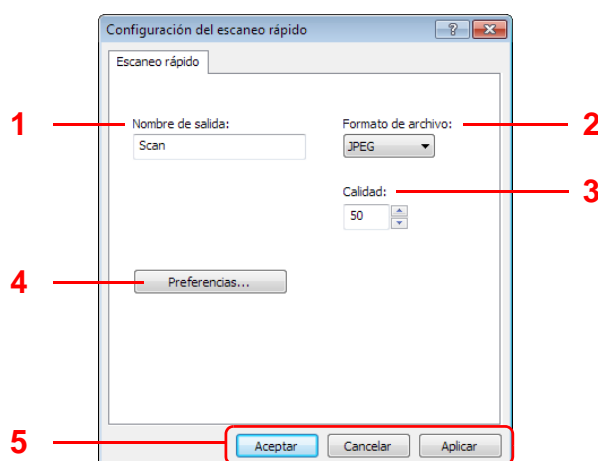 Configuración del escaneo rápido ?
Escaneo rápido
1 Nombre de salida: Formato de archivo: 2
Scan JPEG
Calidad: 3
50
4 Preferencias...
5 Aceptar Cancelar Aplicar